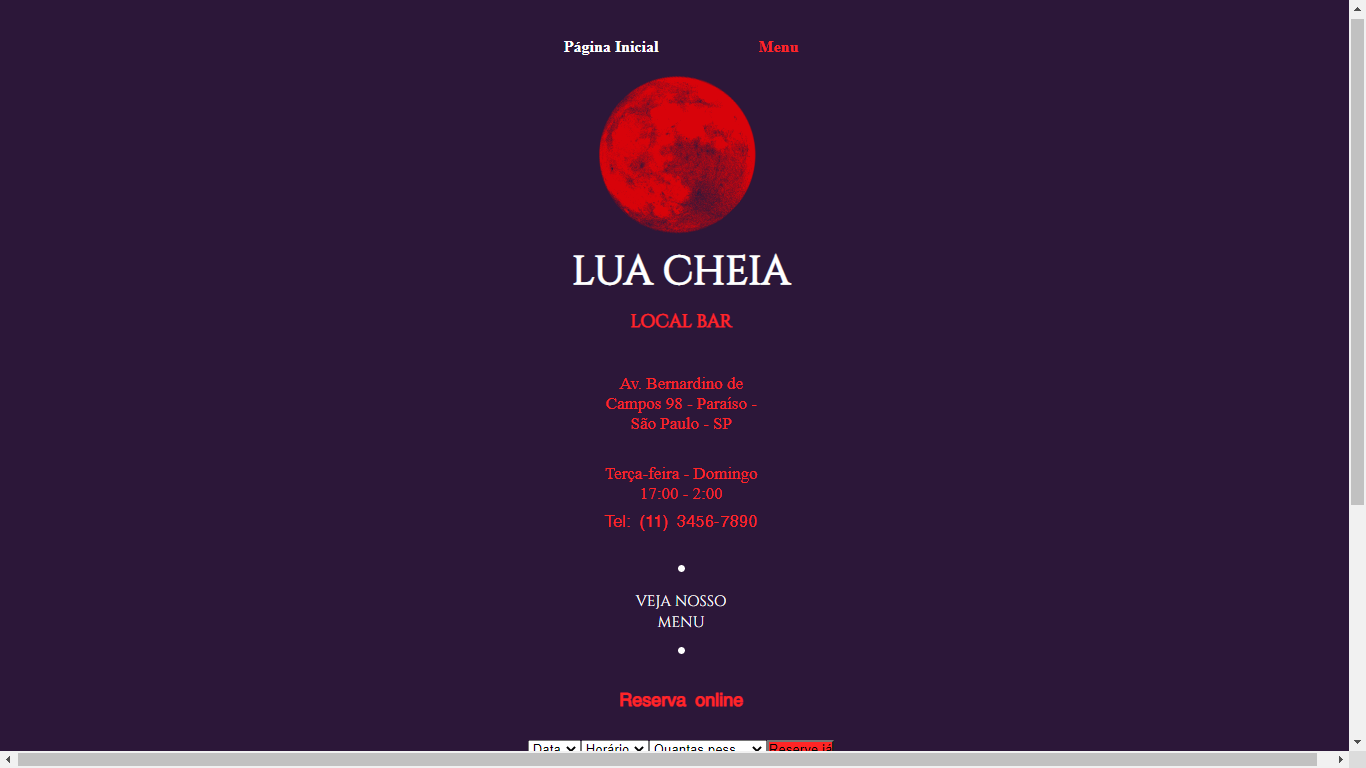 Página Inicial Menu
LUA CHEIA
LOCAL BAR
Av. Bernardino de
Campos 98 - Paraíso -
São Paulo - SP
Terça-feira - Domingo
17:00 - 2:00
Tel: (11) 3456-7890
VEJA NOSSO
MENU
Reserva online
Data Horário Quantas pess... Reserve já